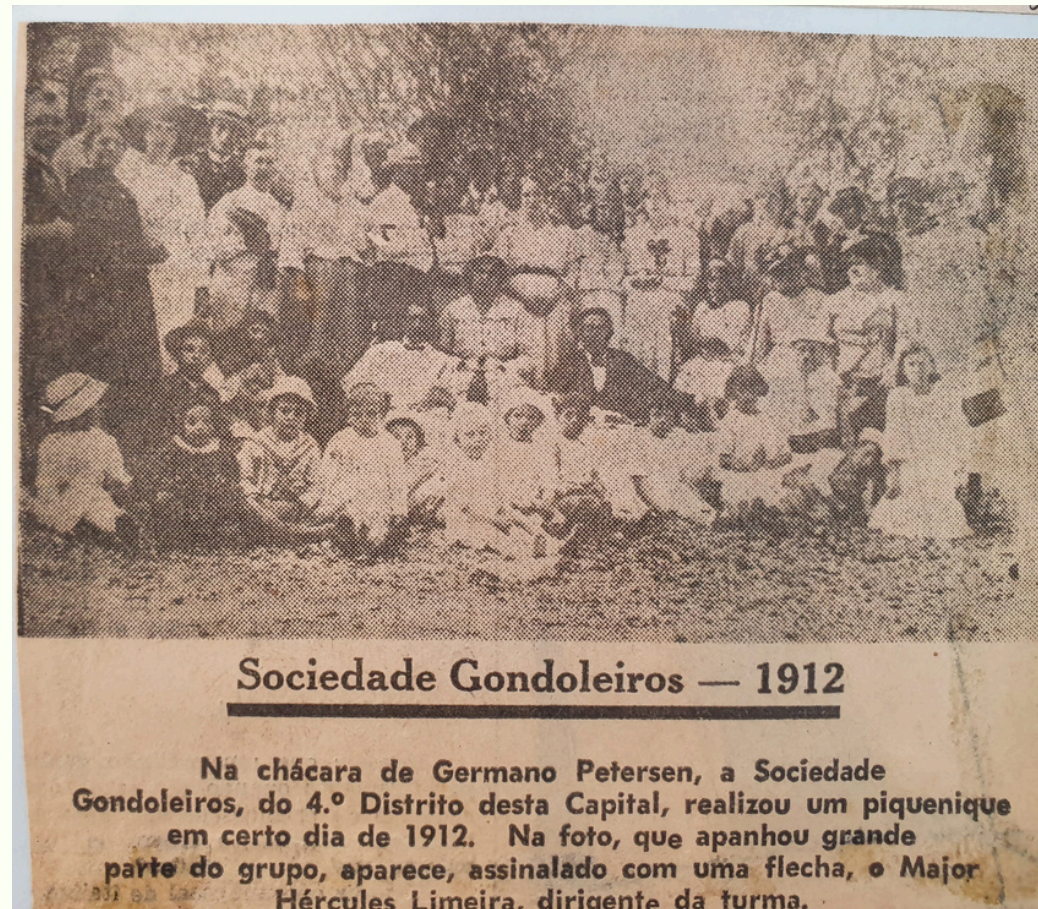 Sociedade Gondoleiros — 1912
Na chácara de Germano Petersen, a Sociedade
Gondoleiros, do 4.º Distrito desta Capital, realizou um piquenique
em certo dia de 1912. Na foto, que apanhou grande
parte do grupo, aparece, assinalado com uma flecha, o Major
Hércules Limeira, dirigente da turma.